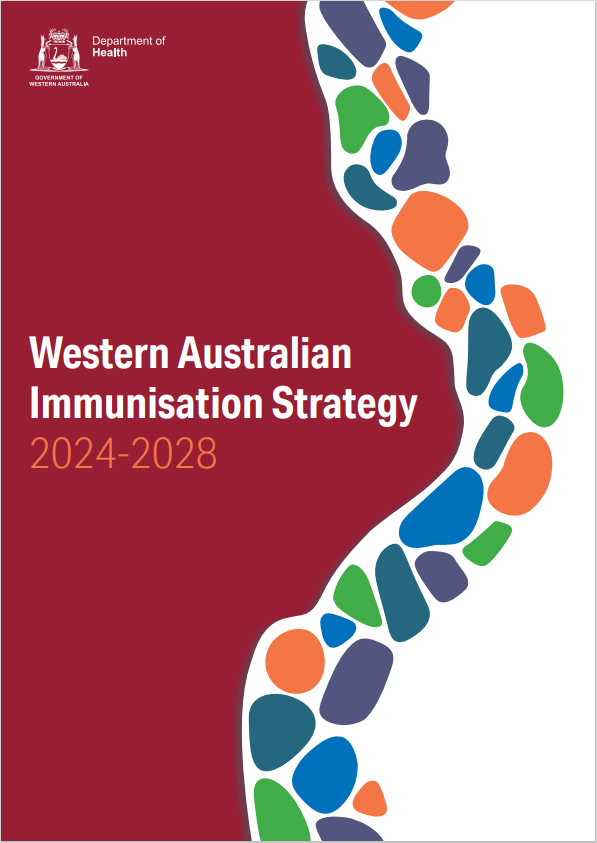 Department of
Health
GOVERNMENT OF
WESTERN AUSTRALIA
Western Australian
Immunisation Strategy
2024-2028